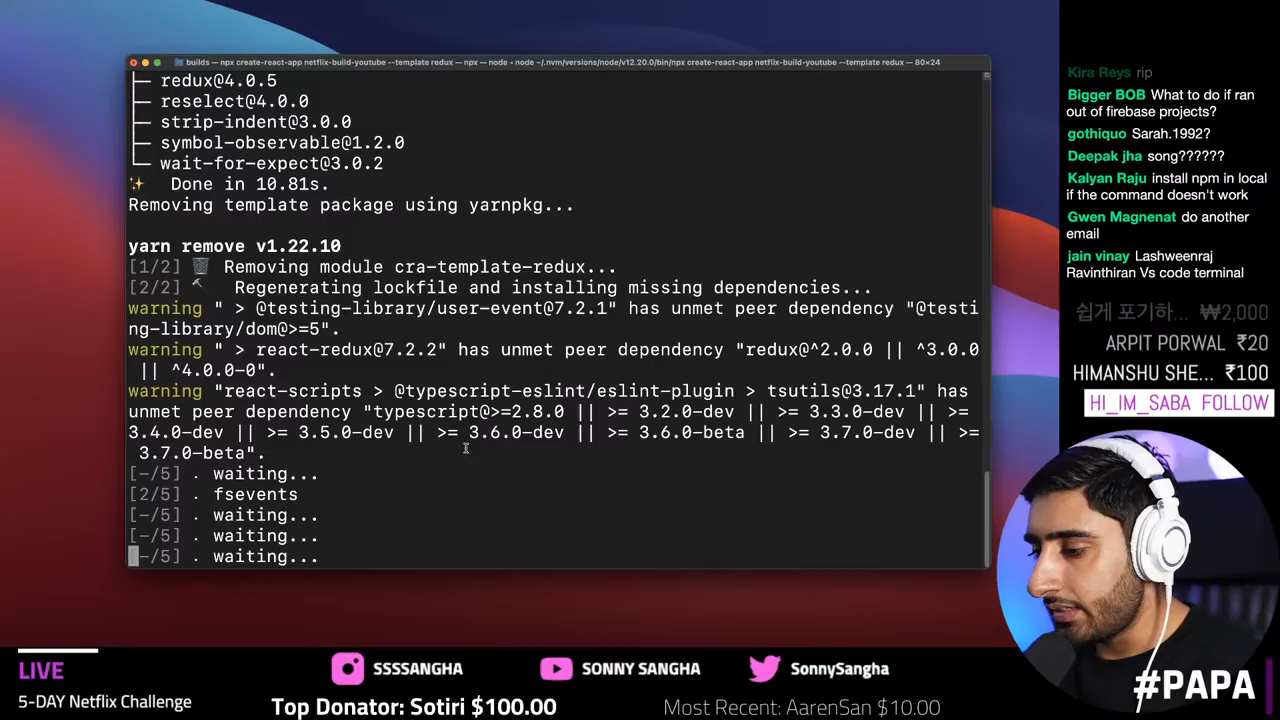 builds — npx create-react-app netflix-build-youtube --template redux — npx — node • node ~/.nvm/versions/node/v12.20.0/bin/npx create-react-app netflix-build-youtube --template redux — 80×24
├─ redux@4.0.5
├─ reselect@4.0.0
├─ strip-indent@3.0.0
├─ symbol-observable@1.2.0
└─ wait-for-expect@3.0.2
✨ Done in 10.81s.
Removing template package using yarnpkg...
yarn remove v1.22.10
[1/2] 🗑 Removing module cra-template-redux...
[2/2] 🔨 Regenerating lockfile and installing missing dependencies...
warning " > @testing-library/user-event@7.2.1" has unmet peer dependency "@testi
ng-library/dom@>=5".
warning " > react-redux@7.2.2" has unmet peer dependency "redux@^2.0.0 || ^3.0.0
 || ^4.0.0-0".
warning "react-scripts > @typescript-eslint/eslint-plugin > tsutils@3.17.1" has
unmet peer dependency "typescript@>=2.8.0 || >= 3.2.0-dev || >= 3.3.0-dev || >=
3.4.0-dev || >= 3.5.0-dev || >= 3.6.0-dev || >= 3.6.0-beta || >= 3.7.0-dev || >=
 3.7.0-beta".
[-/5] . waiting...
[2/5] . fsevents
[-/5] . waiting...
[-/5] . waiting...
-/5] . waiting...
Kira Reys rip
Bigger BOB What to do if ran
out of firebase projects?
gothiquo Sarah.1992?
Deepak jha song??????
Kalyan Raju install npm in local
if the command doesn't work
Gwen Magnenat do another
email
jain vinay Lashweenraj
Ravinthiran Vs code terminal
쉽게 포기하... ₩2,000
ARPIT PORWAL ₹20
HIMANSHU SHE... ₹100
HI_IM_SABA FOLLOW
LIVE
5-DAY Netflix Challenge
SSSSANGHA
SONNY SANGHA
SonnySangha
Top Donator: Sotiri $100.00
Most Recent: AarenSan $10.00
#PAPA